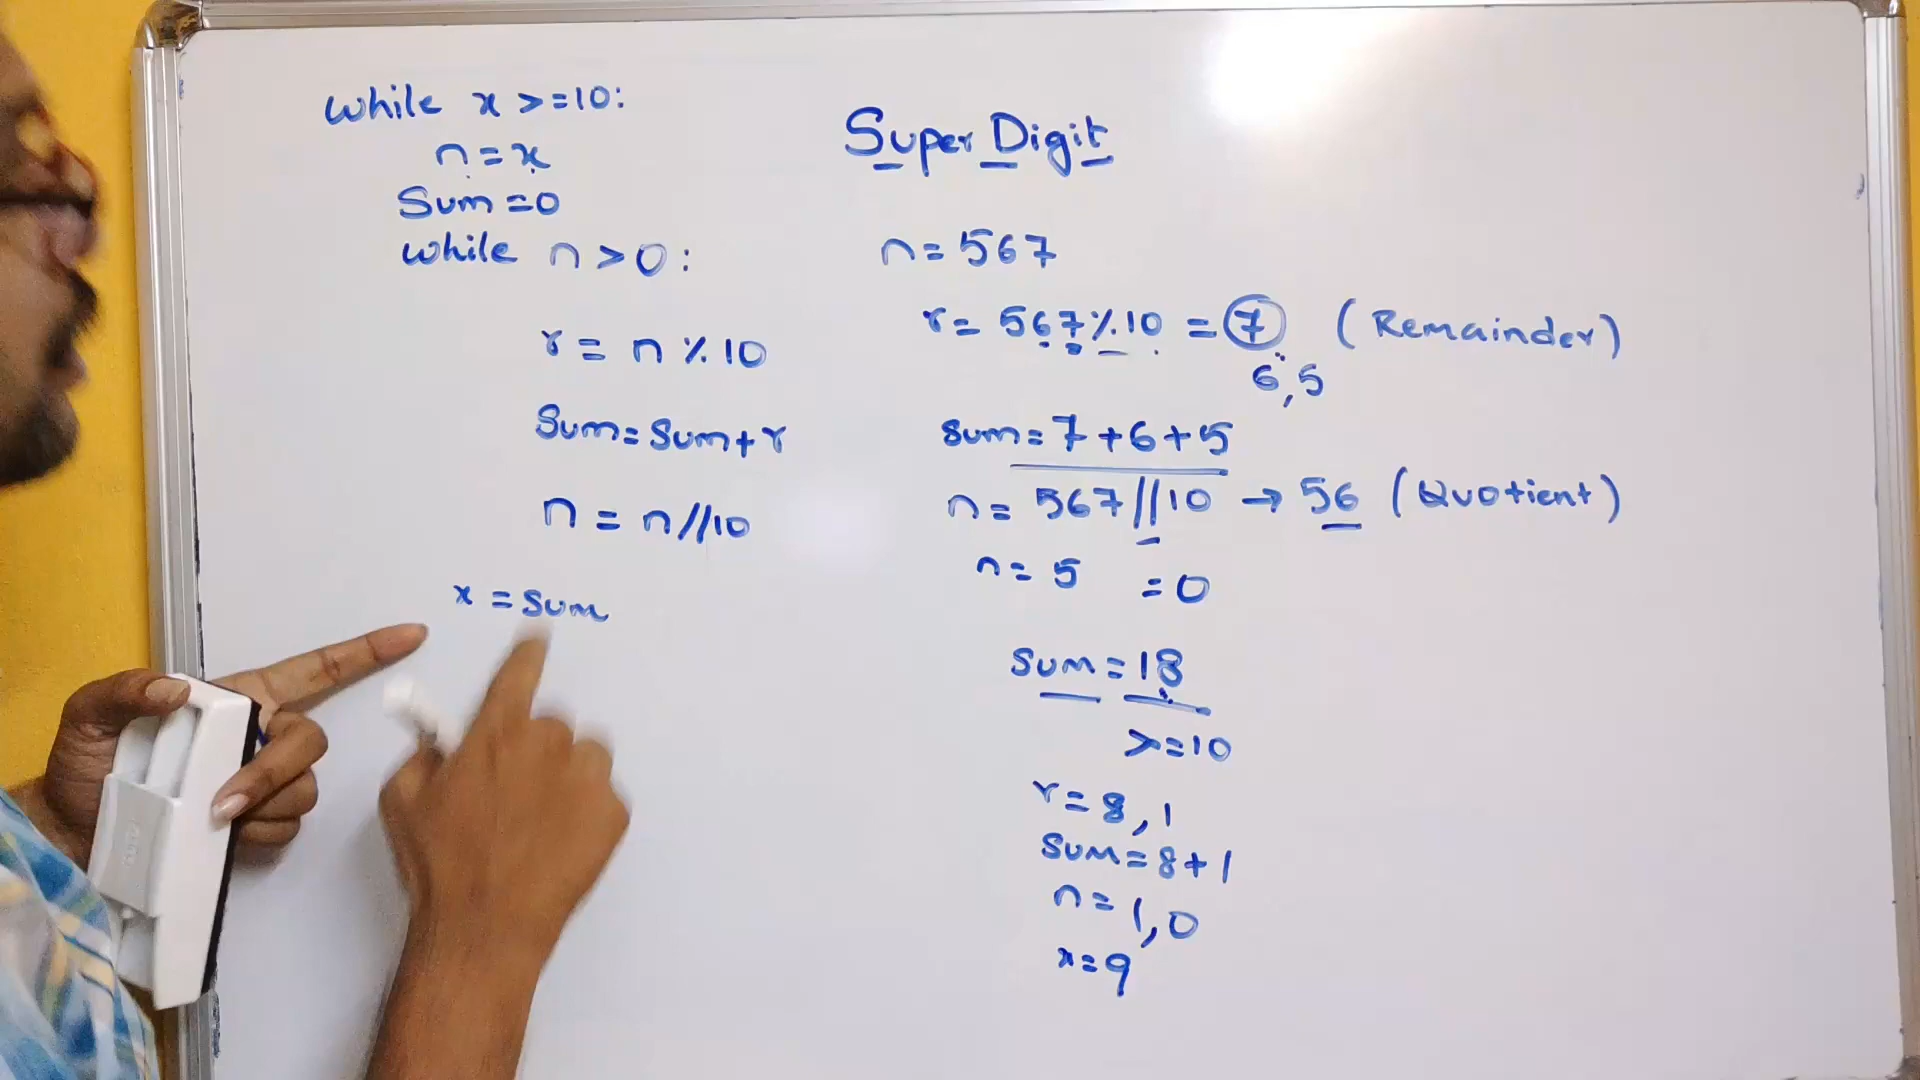 while x >=10:
n = x
Sum = 0
while n > 0:
r = n % 10
Sum = Sum + r
n = n//10
x = sum
Super Digit
n = 567
r = 567 % 10 = 7 (Remainder)
6, 5
sum = 7 + 6 + 5
n = 567//10 → 56 (Quotient)
n = 5 = 0
Sum = 18
>=10
r = 8, 1
Sum = 8 + 1
n = 1, 0
x = 9